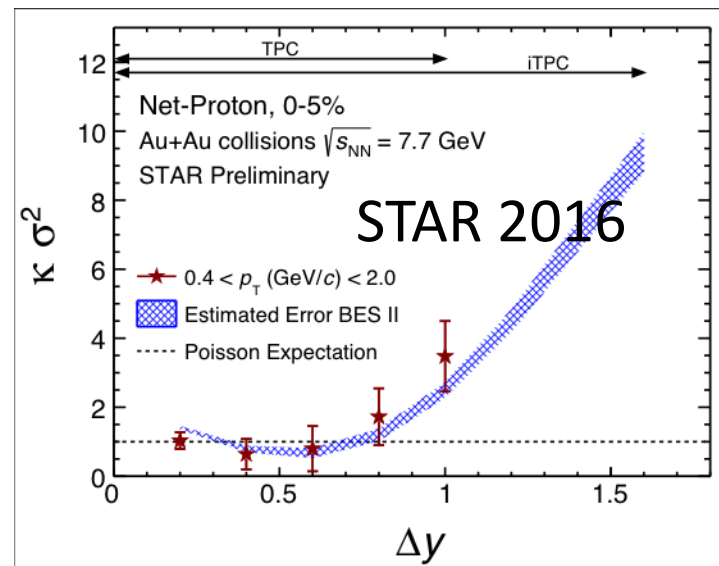 TPC
iTPC
Net-Proton, 0-5%
Au+Au collisions √sNN = 7.7 GeV
STAR Preliminary
STAR 2016
0.4 < pT (GeV/c) < 2.0
Estimated Error BES II
Poisson Expectation
κ σ²
12
10
8
6
4
2
0
0 0.5 1 1.5
Δy